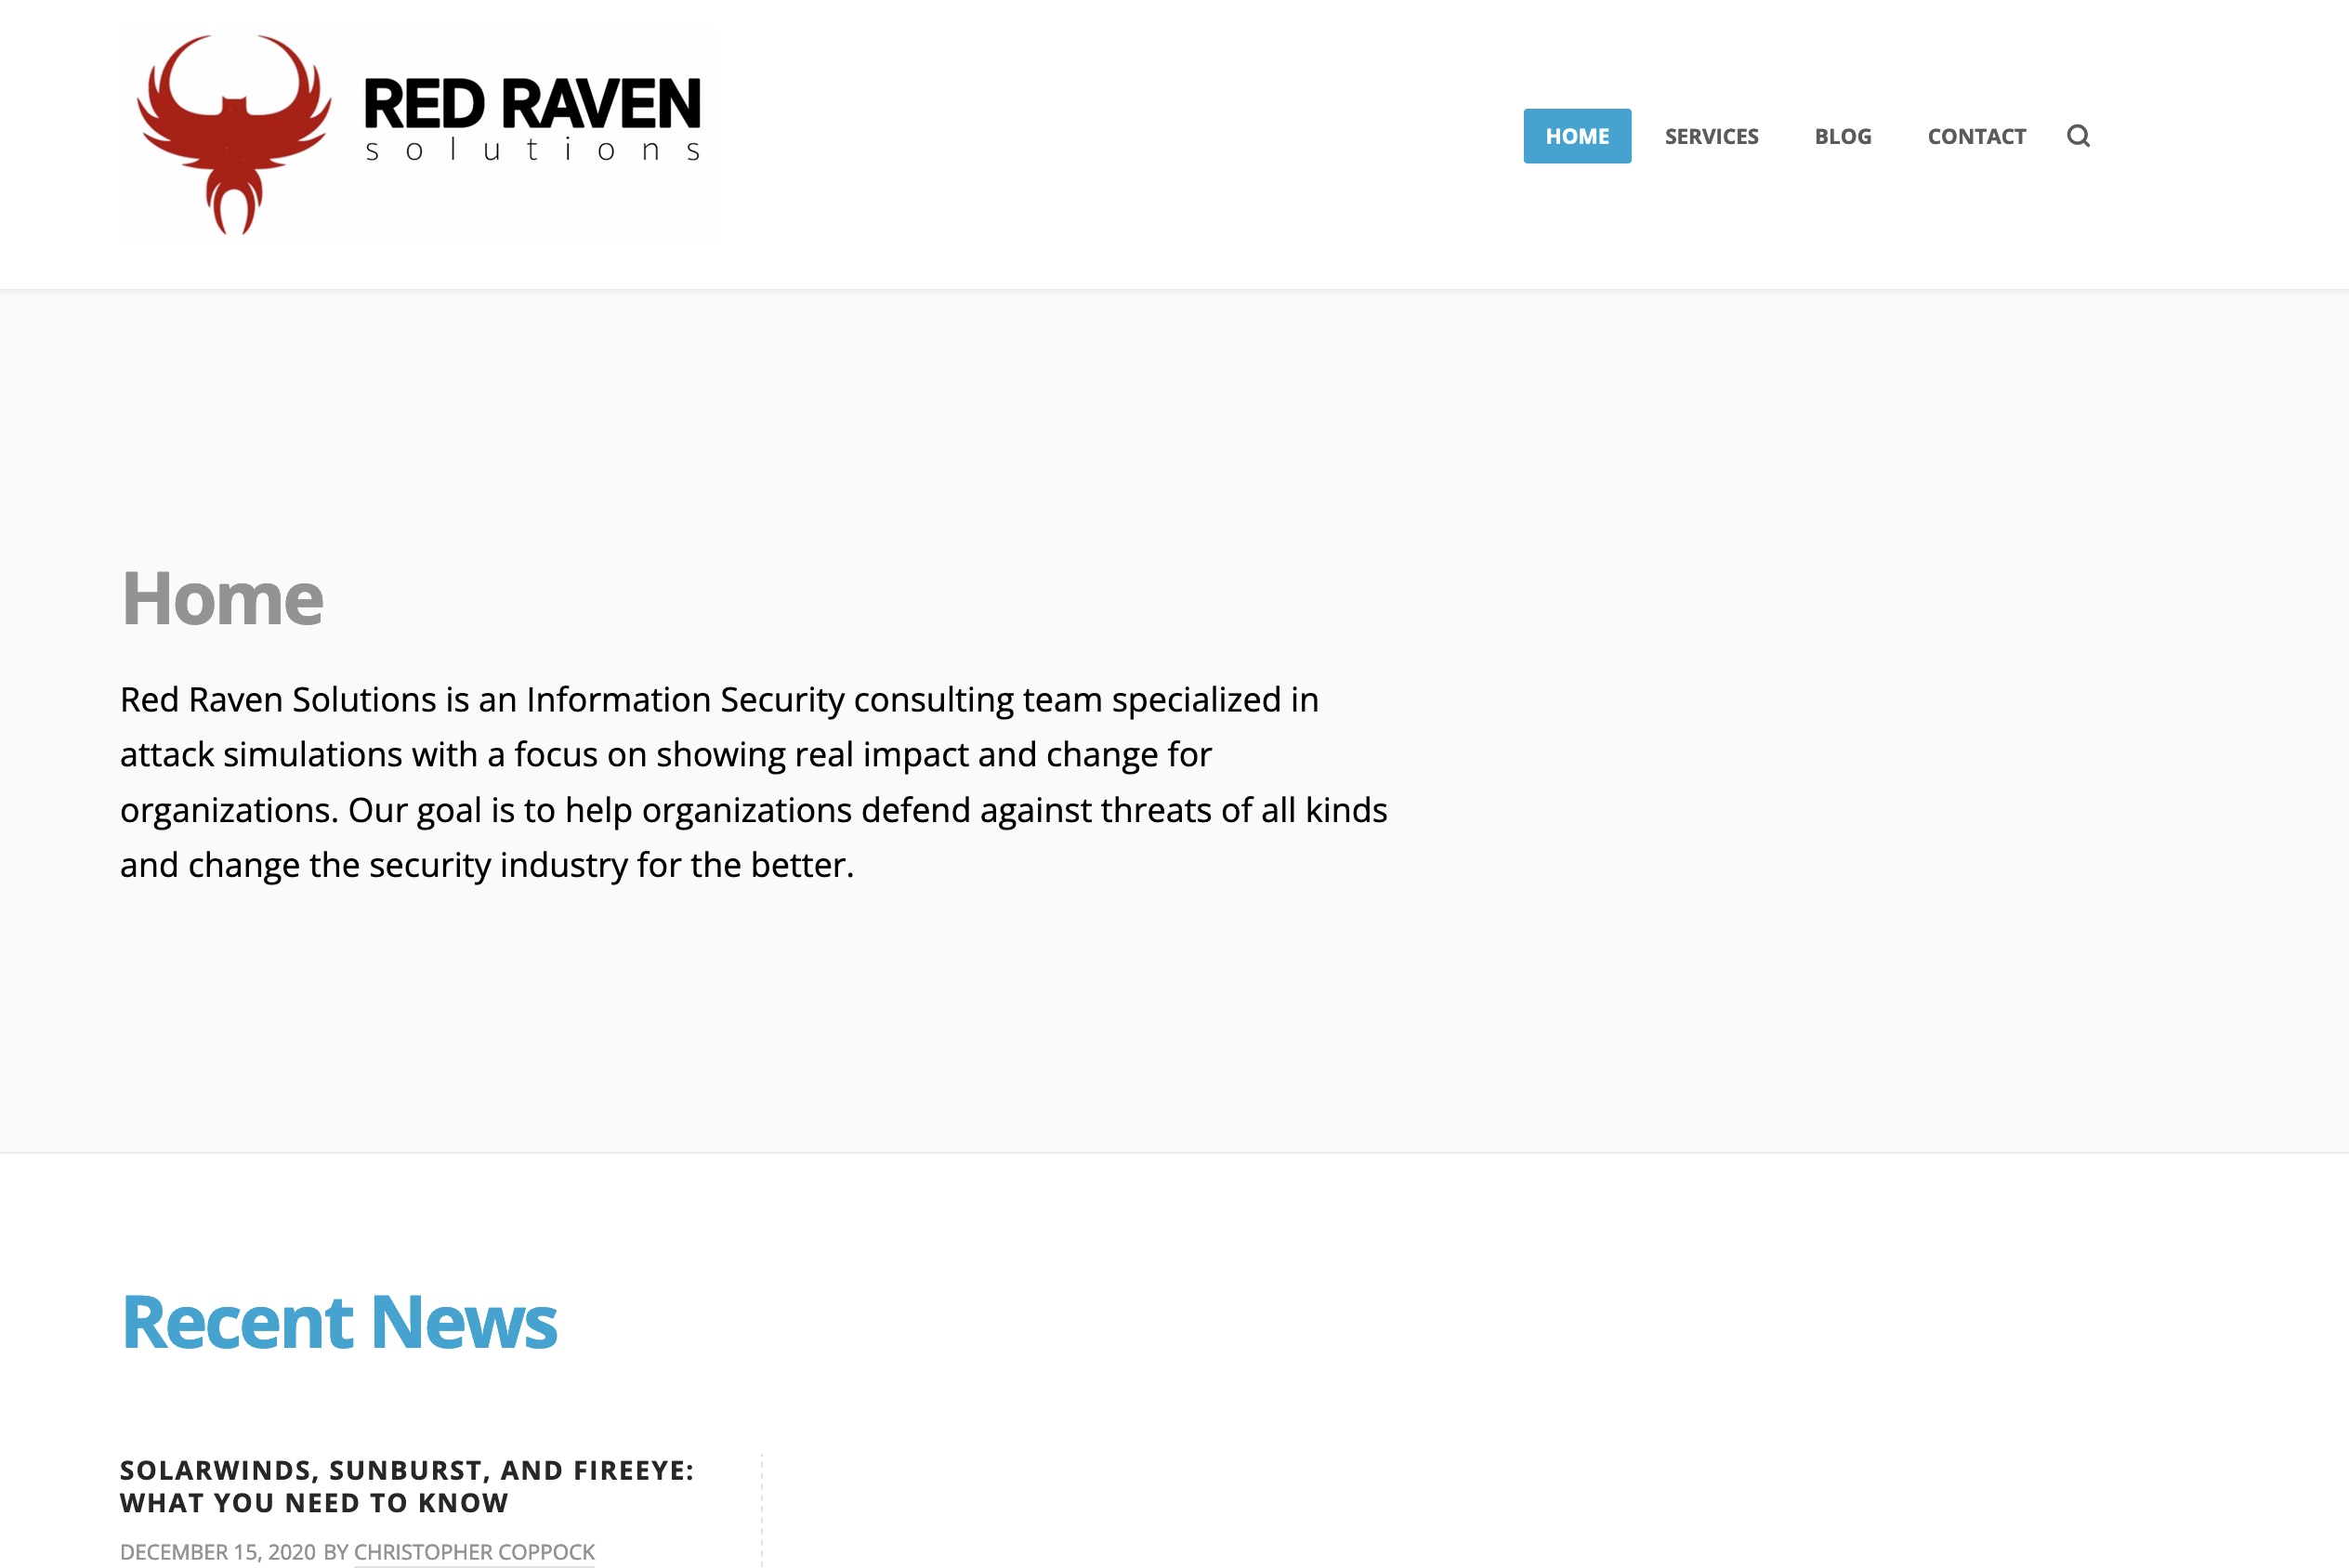 RED RAVEN
solutions
HOME SERVICES BLOG CONTACT
Home
Red Raven Solutions is an Information Security consulting team specialized in
attack simulations with a focus on showing real impact and change for
organizations. Our goal is to help organizations defend against threats of all kinds
and change the security industry for the better.
Recent News
SOLARWINDS, SUNBURST, AND FIREEYE:
WHAT YOU NEED TO KNOW
DECEMBER 15, 2020 BY CHRISTOPHER COPPOCK